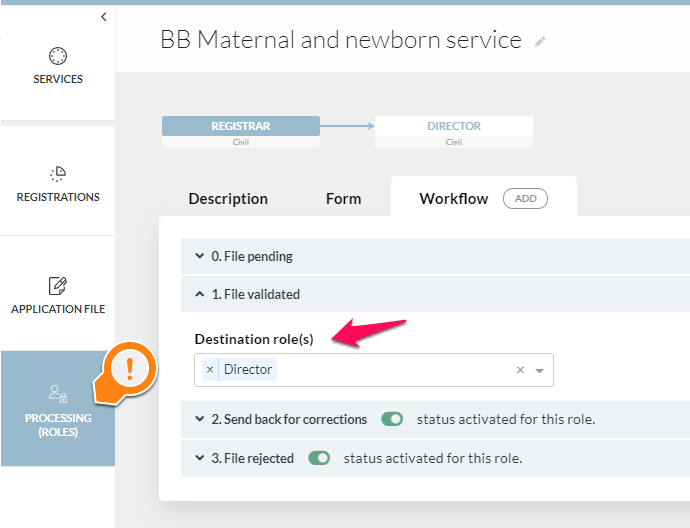 BB Maternal and newborn service
SERVICES
REGISTRATIONS
APPLICATION FILE
PROCESSING
(ROLES)
REGISTRAR
Civil
DIRECTOR
Civil
Description Form Workflow ADD
0. File pending
1. File validated
Destination role(s)
× Director ×
2. Send back for corrections status activated for this role.
3. File rejected status activated for this role.